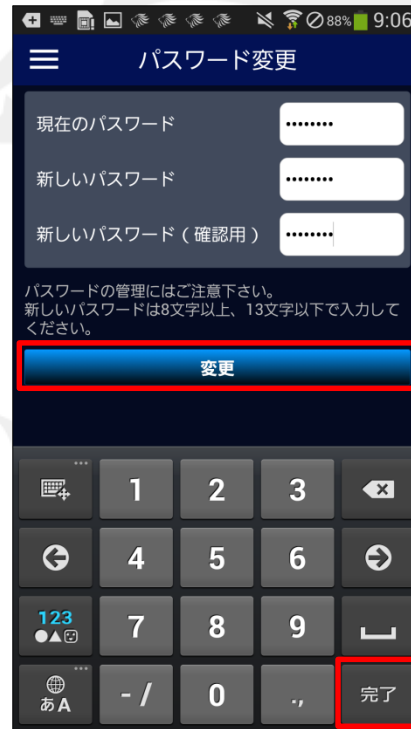 88% 9:06
パスワード変更
現在のパスワード ••••••••
新しいパスワード ••••••••
新しいパスワード ( 確認用 ) ••••••••
パスワードの管理にはご注意下さい。
新しいパスワードは8文字以上、13文字以下で入力して
ください。
変更
1 2 3
4 5 6
123 7 8 9
あA - / 0 ., 完了